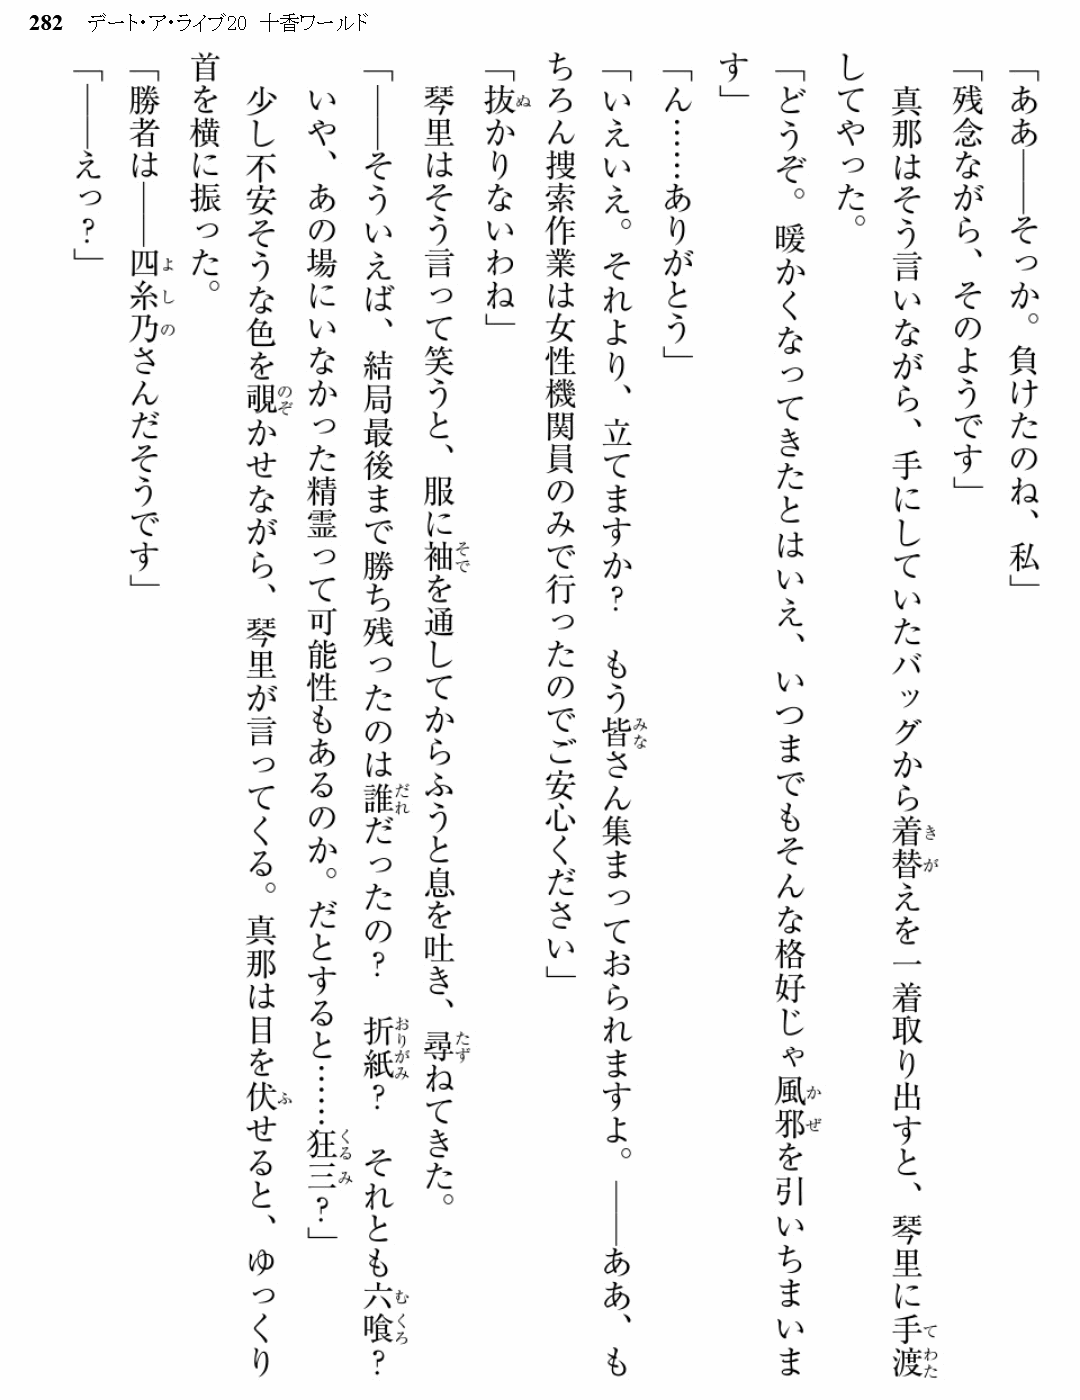 282 デート・ア・ライブ20 十香ワールド
「ああ――そっか。負けたのね、私」
「残念ながら、そのようです」
　真那はそう言いながら、手にしていたバッグから着替えを一着取り出すと、琴里に手渡
してやった。
「どうぞ。暖かくなってきたとはいえ、いつまでもそんな格好じゃ風邪を引いちまいま
す」
「ん……ありがとう」
「いえいえ。それより、立てますか？　もう皆さん集まっておられますよ。――ああ、も
ちろん捜索作業は女性機関員のみで行ったのでご安心ください」
「抜かりないわね」
　琴里はそう言って笑うと、服に袖を通してからふうと息を吐き、尋ねてきた。
「――そういえば、結局最後まで勝ち残ったのは誰だったの？　折紙？　それとも六喰？
いや、あの場にいなかった精霊って可能性もあるのか。だとすると……狂三？」
　少し不安そうな色を覗かせながら、琴里が言ってくる。真那は目を伏せると、ゆっくり
首を横に振った。
「勝者は――四糸乃さんだそうです」
「――えっ？」